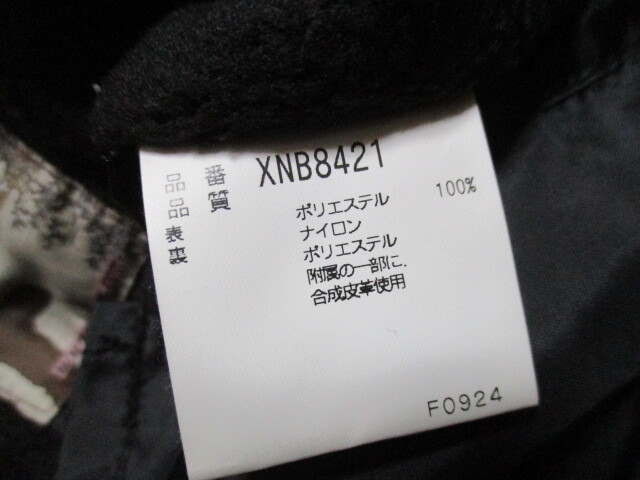 品番 XNB8421
品質
表 ポリエステル 100%
裏 ナイロン
ポリエステル
附属の一部に.
合成皮革使用
F0924